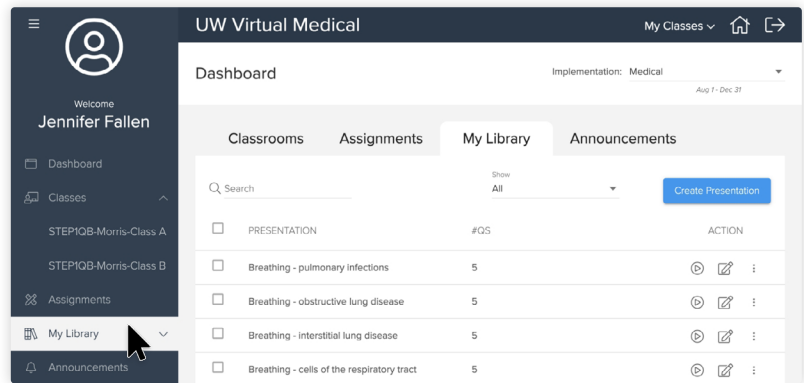 UW Virtual Medical
My Classes
Dashboard
Implementation: Medical
Aug 1 - Dec 31
Welcome
Jennifer Fallen
Dashboard
Classes
STEP1QB-Morris-Class A
STEP1QB-Morris-Class B
Assignments
My Library
Announcements
Classrooms Assignments My Library Announcements
Search
Show
All
Create Presentation
PRESENTATION #QS ACTION
Breathing - pulmonary infections 5
Breathing - obstructive lung disease 5
Breathing - interstitial lung disease 5
Breathing - cells of the respiratory tract 5